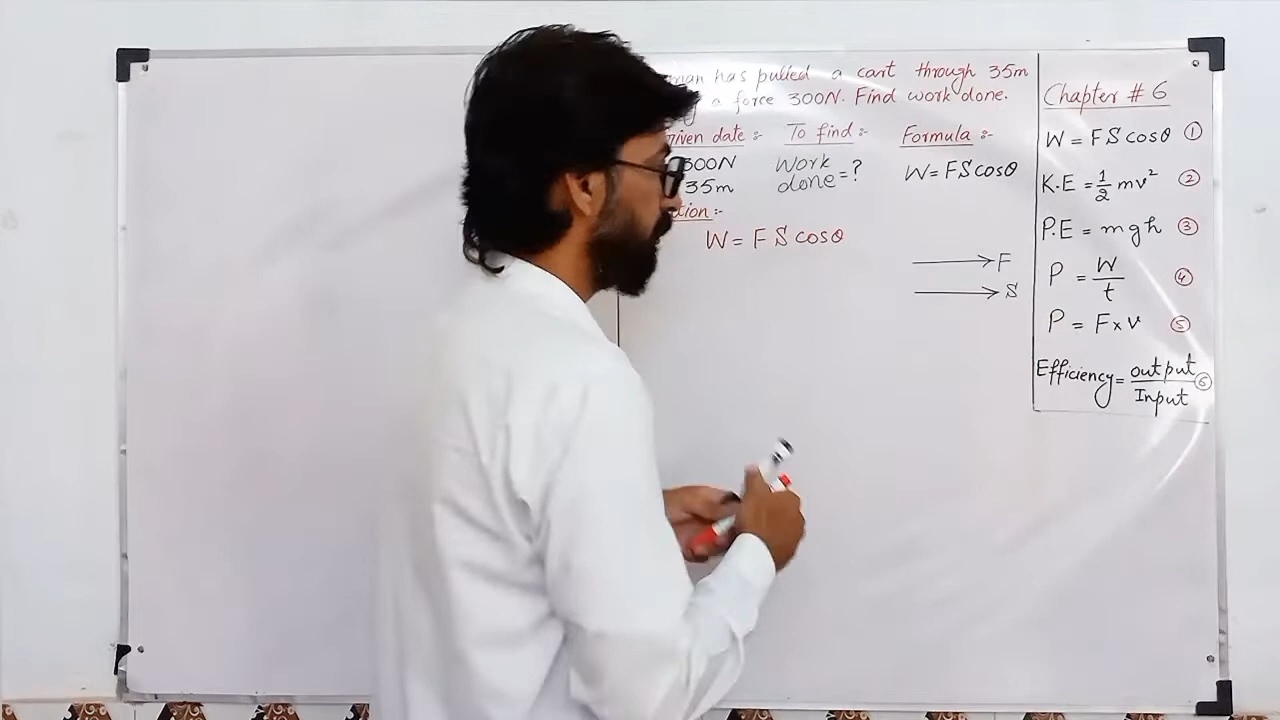 man has pulled a cart through 35m
a force 300N. Find work done.
given date :- To find :- Formula :-
300N Work W = FS cosθ
35m done = ?
W = F S cosθ
F
S
Chapter # 6
W = F S cosθ ①
K.E = 1/2 mv² ②
P.E = mgh ③
P = W/t ④
P = F x v ⑤
Efficiency = output/Input ⑥